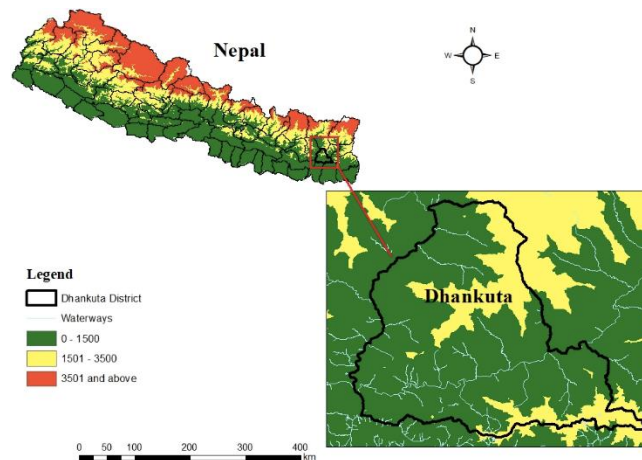 Nepal
N
W E
S
Dhankuta
Legend
Dhankuta District
Waterways
0 - 1500
1501 - 3500
3501 and above
0 50 100 200 300 400
km